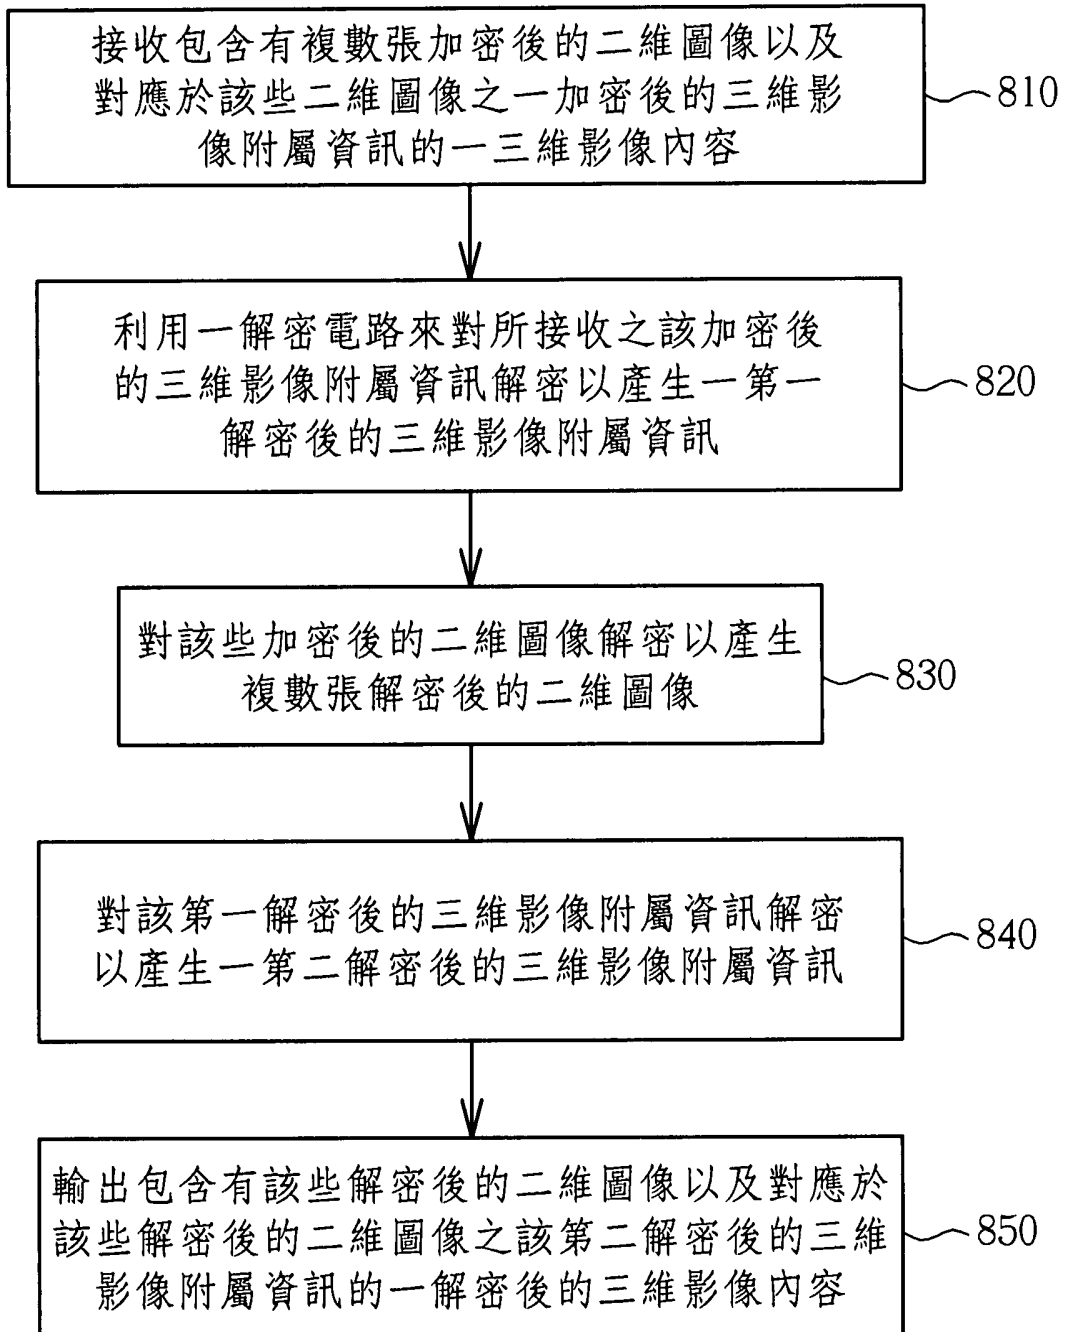 接收包含有複數張加密後的二維圖像以及
對應於該些二維圖像之一加密後的三維影
像附屬資訊的一三維影像內容
810
利用一解密電路來對所接收之該加密後
的三維影像附屬資訊解密以產生一第一
解密後的三維影像附屬資訊
820
對該些加密後的二維圖像解密以產生
複數張解密後的二維圖像
830
對該第一解密後的三維影像附屬資訊解密
以產生一第二解密後的三維影像附屬資訊
840
輸出包含有該些解密後的二維圖像以及對應於
該些解密後的二維圖像之該第二解密後的三維
影像附屬資訊的一解密後的三維影像內容
850